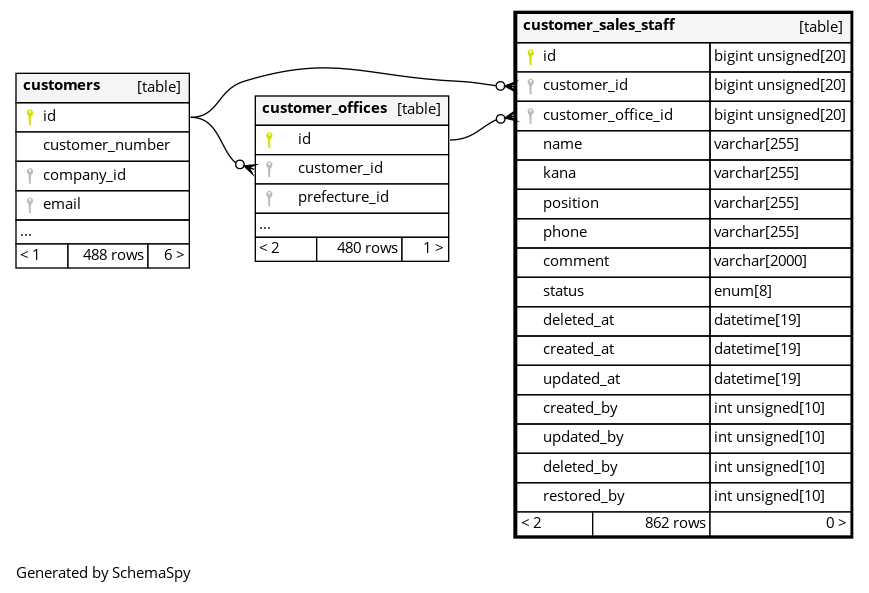 customers [table]
id
customer_number
company_id
email
...
< 1 488 rows 6 >
customer_offices [table]
id
customer_id
prefecture_id
...
< 2 480 rows 1 >
customer_sales_staff [table]
id bigint unsigned[20]
customer_id bigint unsigned[20]
customer_office_id bigint unsigned[20]
name varchar[255]
kana varchar[255]
position varchar[255]
phone varchar[255]
comment varchar[2000]
status enum[8]
deleted_at datetime[19]
created_at datetime[19]
updated_at datetime[19]
created_by int unsigned[10]
updated_by int unsigned[10]
deleted_by int unsigned[10]
restored_by int unsigned[10]
< 2 862 rows 0 >
Generated by SchemaSpy